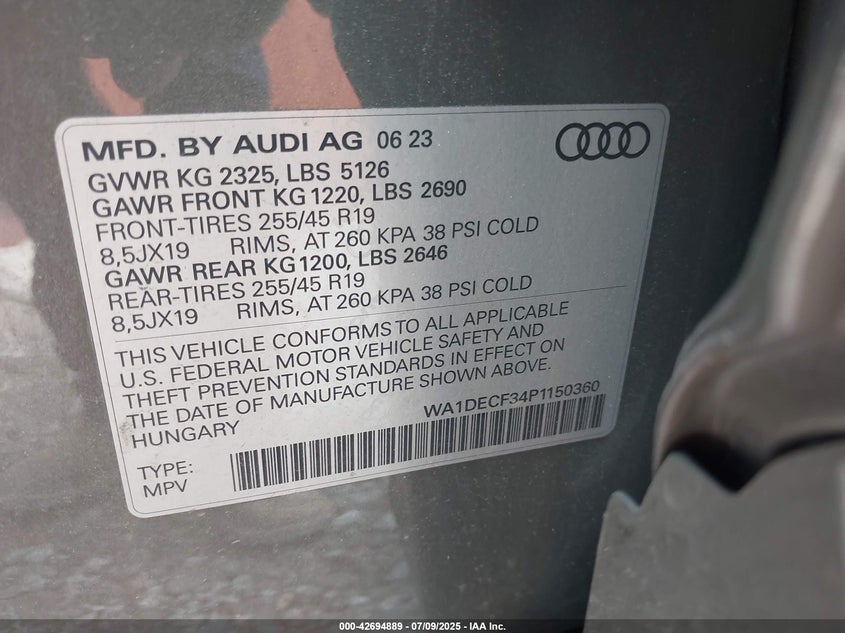 MFD. BY AUDI AG 06 23
GVWR KG 2325, LBS 5126
GAWR FRONT KG 1220, LBS 2690
FRONT-TIRES 255/45 R19
8,5JX19 RIMS, AT 260 KPA 38 PSI COLD
GAWR REAR KG 1200, LBS 2646
REAR-TIRES 255/45 R19
8,5JX19 RIMS, AT 260 KPA 38 PSI COLD
THIS VEHICLE CONFORMS TO ALL APPLICABLE
U.S. FEDERAL MOTOR VEHICLE SAFETY AND
THEFT PREVENTION STANDARDS IN EFFECT ON
THE DATE OF MANUFACTURE SHOWN ABOVE.
HUNGARY WA1DECF34P1150360
TYPE:
MPV
000-42694889 - 07/09/2025 - IAA Inc.